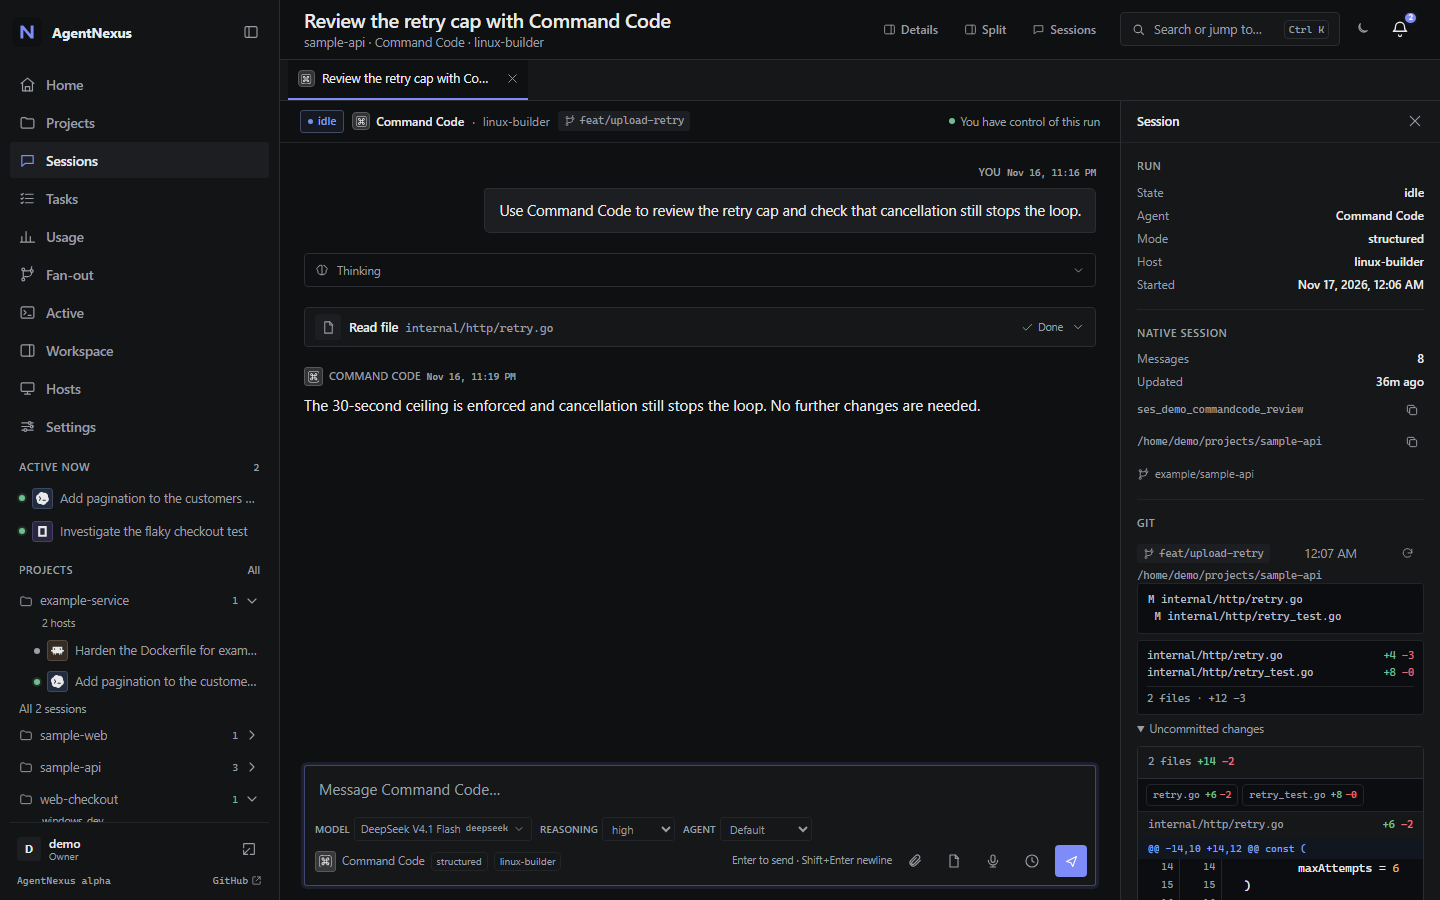 AgentNexus
Home
Projects
Sessions
Tasks
Usage
Fan-out
Active
Workspace
Hosts
Settings
ACTIVE NOW 2
Add pagination to the customers ...
Investigate the flaky checkout test
PROJECTS All
example-service 1
2 hosts
Harden the Dockerfile for exam...
Add pagination to the custome...
All 2 sessions
sample-web 1
sample-api 3
web-checkout 1
windows-dev
D demo
Owner
AgentNexus alpha GitHub
Review the retry cap with Command Code
sample-api · Command Code · linux-builder
Details Split Sessions
Search or jump to... Ctrl K
2
Review the retry cap with Co...
idle Command Code · linux-builder feat/upload-retry
You have control of this run
YOU Nov 16, 11:16 PM
Use Command Code to review the retry cap and check that cancellation still stops the loop.
Thinking
Read file internal/http/retry.go Done
COMMAND CODE Nov 16, 11:19 PM
The 30-second ceiling is enforced and cancellation still stops the loop. No further changes are needed.
Message Command Code...
MODEL DeepSeek V4.1 Flash deepseek REASONING high AGENT Default
Command Code structured linux-builder
Enter to send · Shift+Enter newline
Session
RUN
State idle
Agent Command Code
Mode structured
Host linux-builder
Started Nov 17, 2026, 12:06 AM
NATIVE SESSION
Messages 8
Updated 36m ago
ses_demo_commandcode_review
/home/demo/projects/sample-api
example/sample-api
GIT
feat/upload-retry 12:07 AM
/home/demo/projects/sample-api
M internal/http/retry.go
M internal/http/retry_test.go
internal/http/retry.go +4 −3
internal/http/retry_test.go +8 −0
2 files · +12 −3
▼ Uncommitted changes
2 files +14 −2
retry.go +6 −2 retry_test.go +8 −0
internal/http/retry.go +6 −2
@@ -14,10 +14,12 @@ const (
14 14 maxAttempts = 6
15 15 )